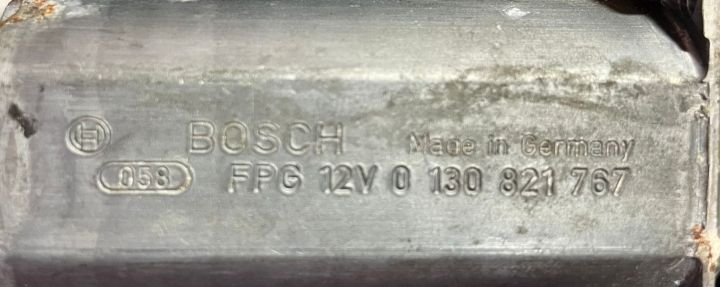 BOSCH Made in Germany
058 FPG 12V 0 130 821 767